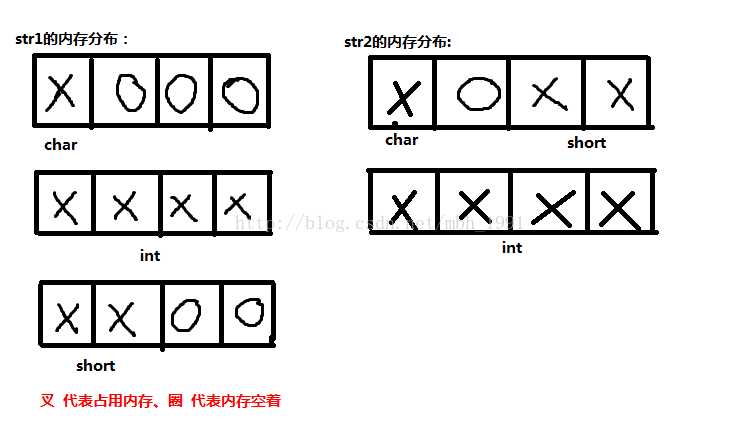 str1的内存分布：
char
int
short
str2的内存分布:
char
short
int
http://blog.csdn.net/mbh_1991
叉 代表占用内存、圈 代表内存空着